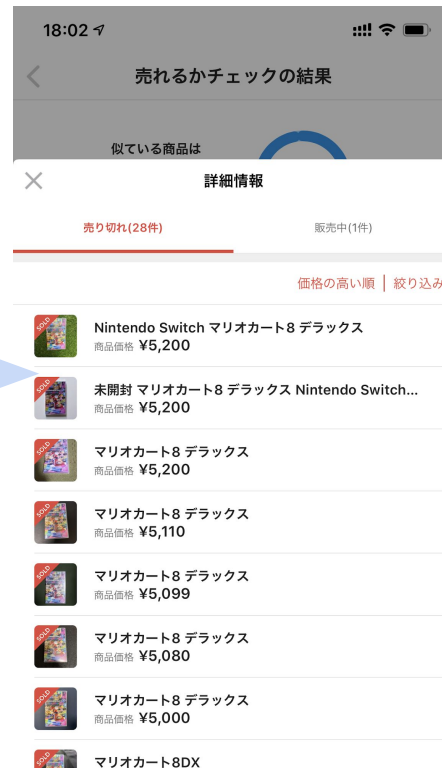 18:02
売れるかチェックの結果
似ている商品は
詳細情報
売り切れ(28件)
販売中(1件)
価格の高い順
絞り込み
SOLD
Nintendo Switch マリオカート8 デラックス
商品価格 ¥5,200
SOLD
未開封 マリオカート8 デラックス Nintendo Switch...
商品価格 ¥5,200
SOLD
マリオカート8 デラックス
商品価格 ¥5,200
SOLD
マリオカート8 デラックス
商品価格 ¥5,110
SOLD
マリオカート8 デラックス
商品価格 ¥5,099
SOLD
マリオカート8 デラックス
商品価格 ¥5,080
SOLD
マリオカート8 デラックス
商品価格 ¥5,000
SOLD
マリオカート8DX